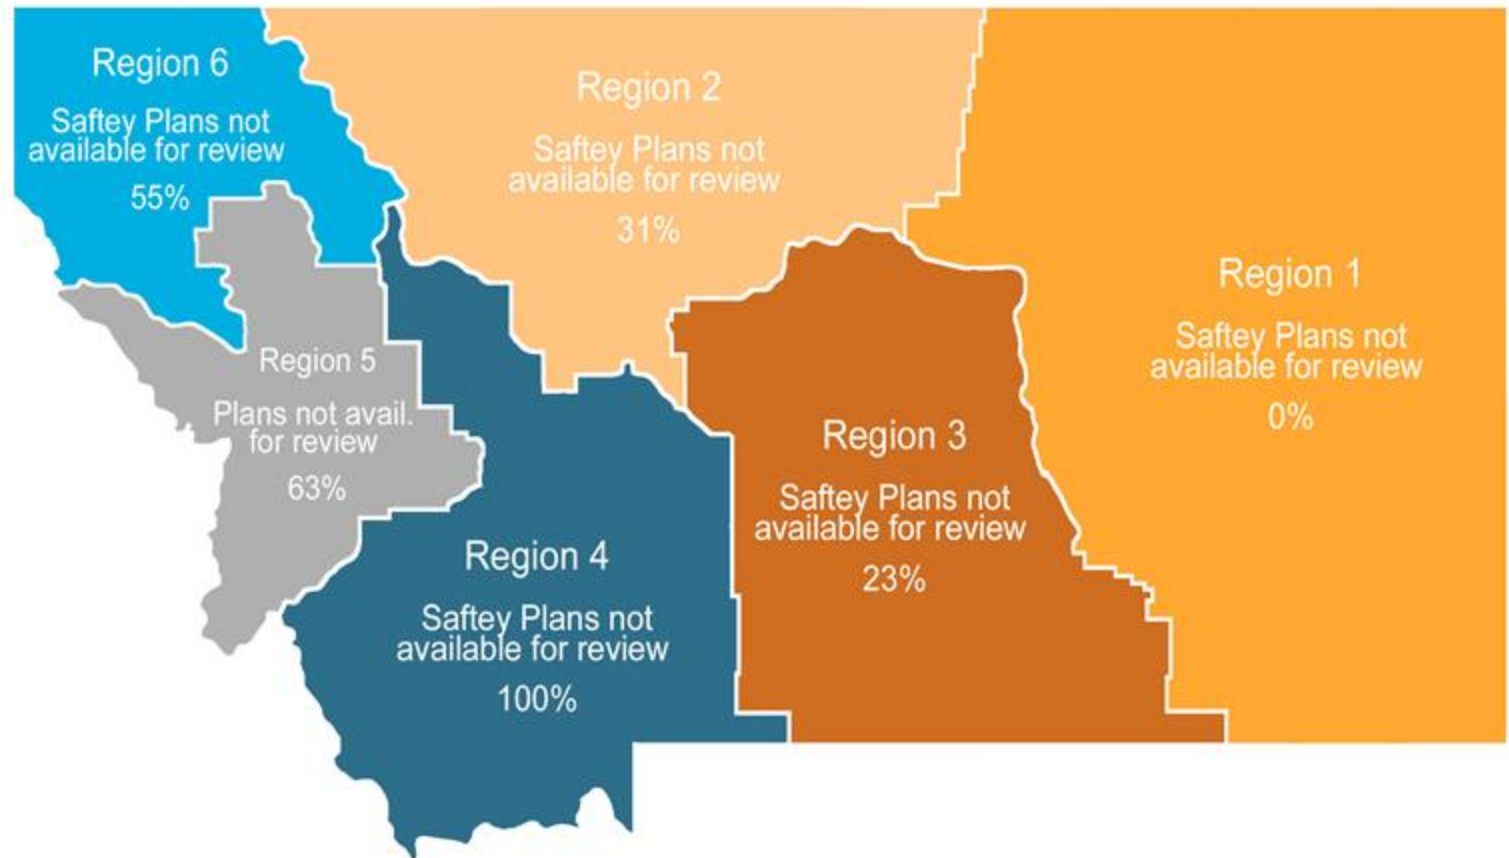 Region 6
Saftey Plans not
available for review
55%
Region 2
Saftey Plans not
available for review
31%
Region 1
Saftey Plans not
available for review
0%
Region 5
Plans not avail.
for review
63%
Region 3
Saftey Plans not
available for review
23%
Region 4
Saftey Plans not
available for review
100%